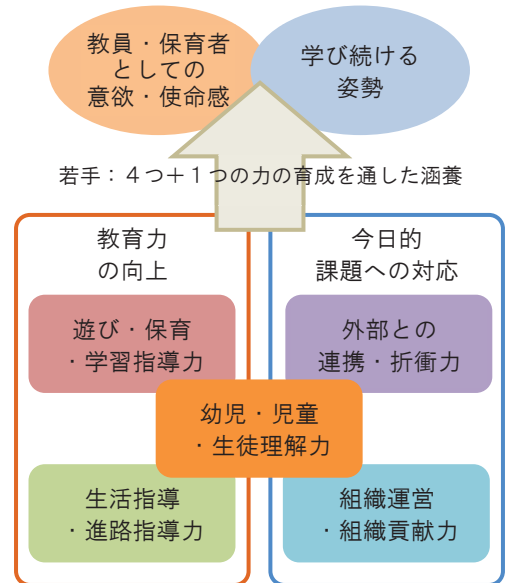 教員・保育者
としての
意欲・使命感
学び続ける
姿勢
若手：４つ＋１つの力の育成を通した涵養
教育力
の向上
今日的
課題への対応
遊び・保育
・学習指導力
外部との
連携・折衝力
幼児・児童
・生徒理解力
生活指導
・進路指導力
組織運営
・組織貢献力